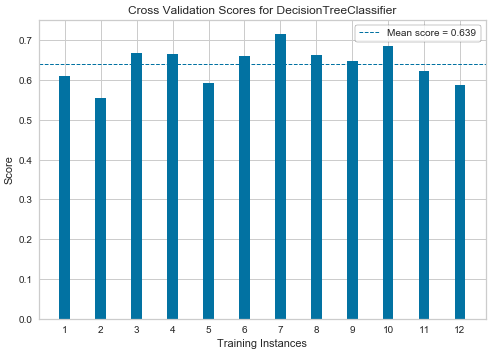 Cross Validation Scores for DecisionTreeClassifier
Mean score = 0.639
0.7
0.6
0.5
0.4
0.3
0.2
0.1
0.0
Score
1 2 3 4 5 6 7 8 9 10 11 12
Training Instances